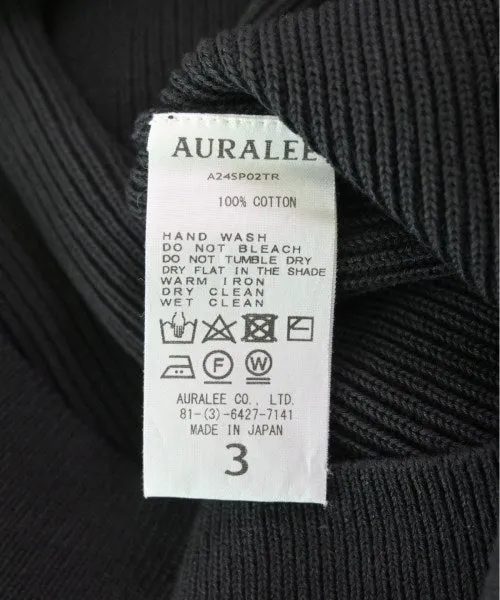 AURALEE
A24SP02TR
100% COTTON
HAND WASH
DO NOT BLEACH
DO NOT TUMBLE DRY
DRY FLAT IN THE SHADE
WARM IRON
DRY CLEAN
WET CLEAN
F W
AURALEE CO., LTD.
81-(3)-6427-7141
MADE IN JAPAN
3